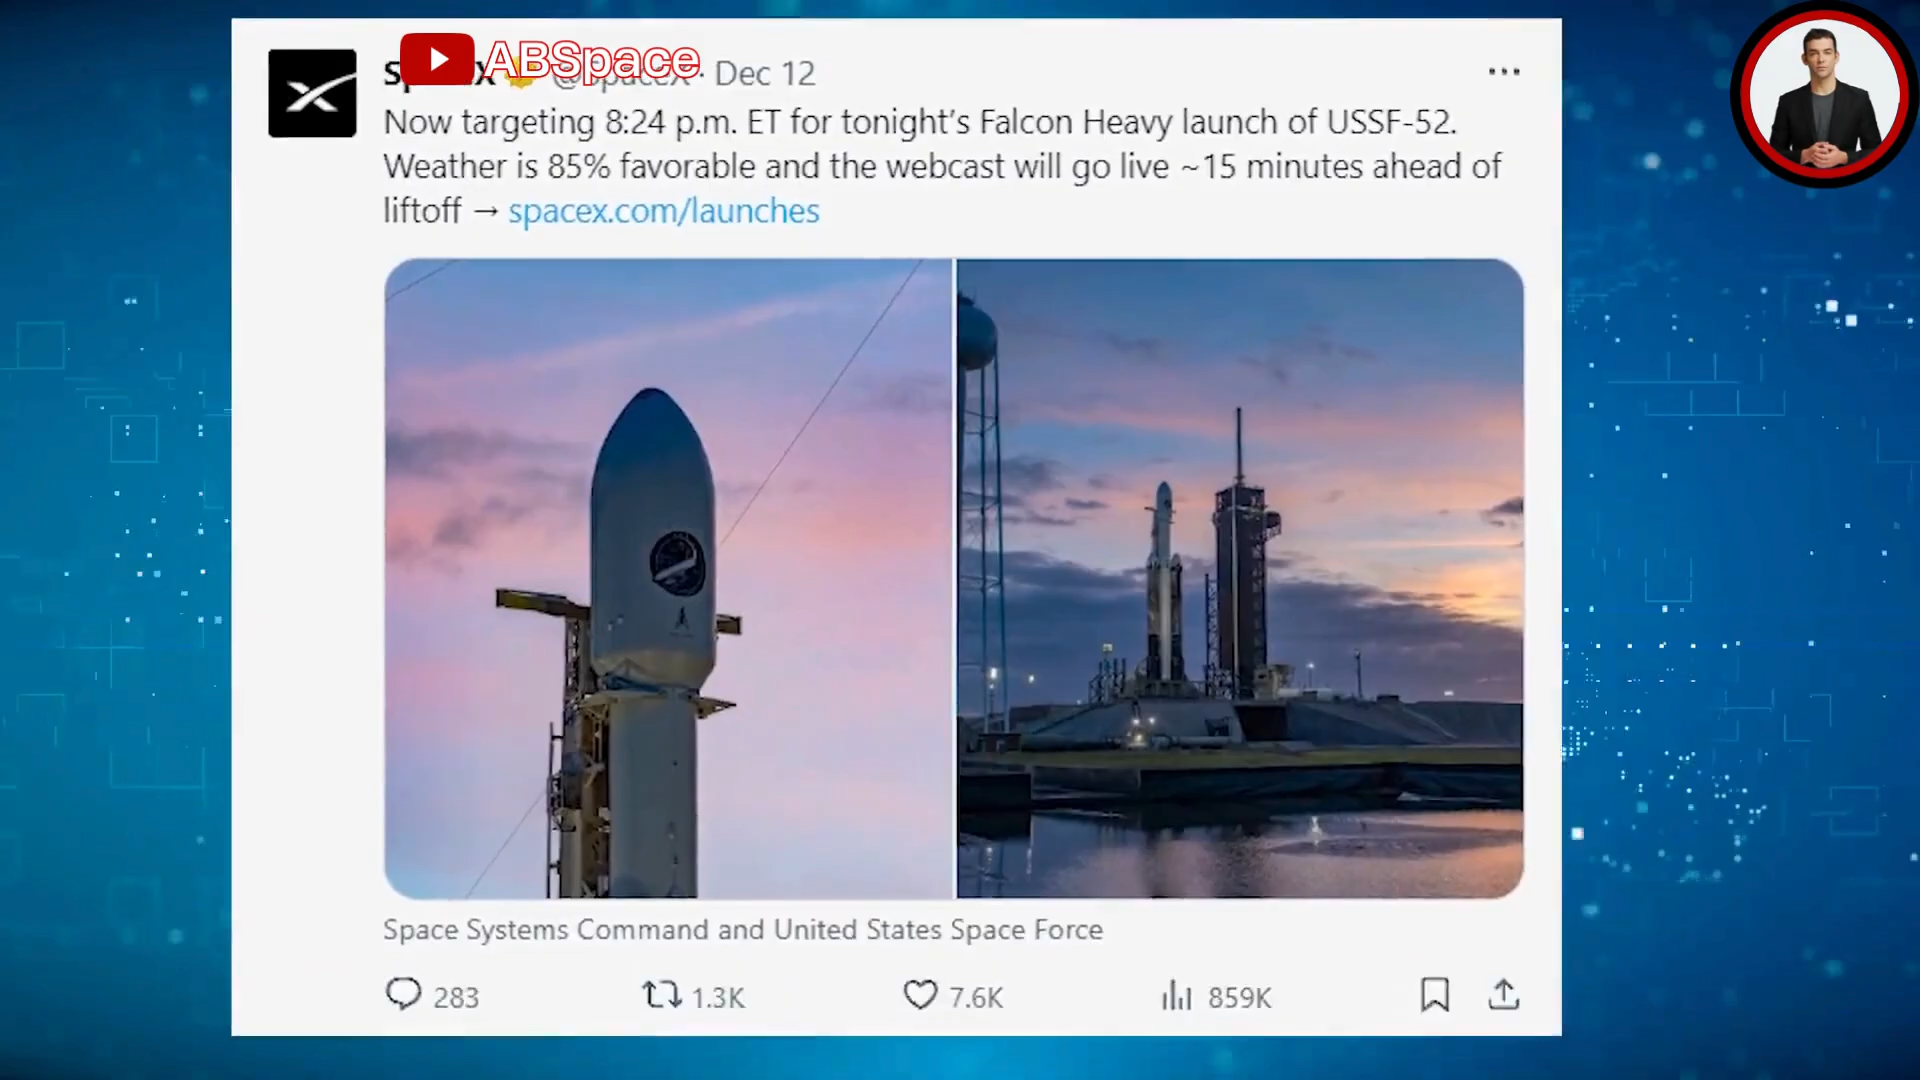 ABSpace
· Dec 12
Now targeting 8:24 p.m. ET for tonight's Falcon Heavy launch of USSF-52.
Weather is 85% favorable and the webcast will go live ~15 minutes ahead of
liftoff → spacex.com/launches
Space Systems Command and United States Space Force
283 1.3K 7.6K 859K